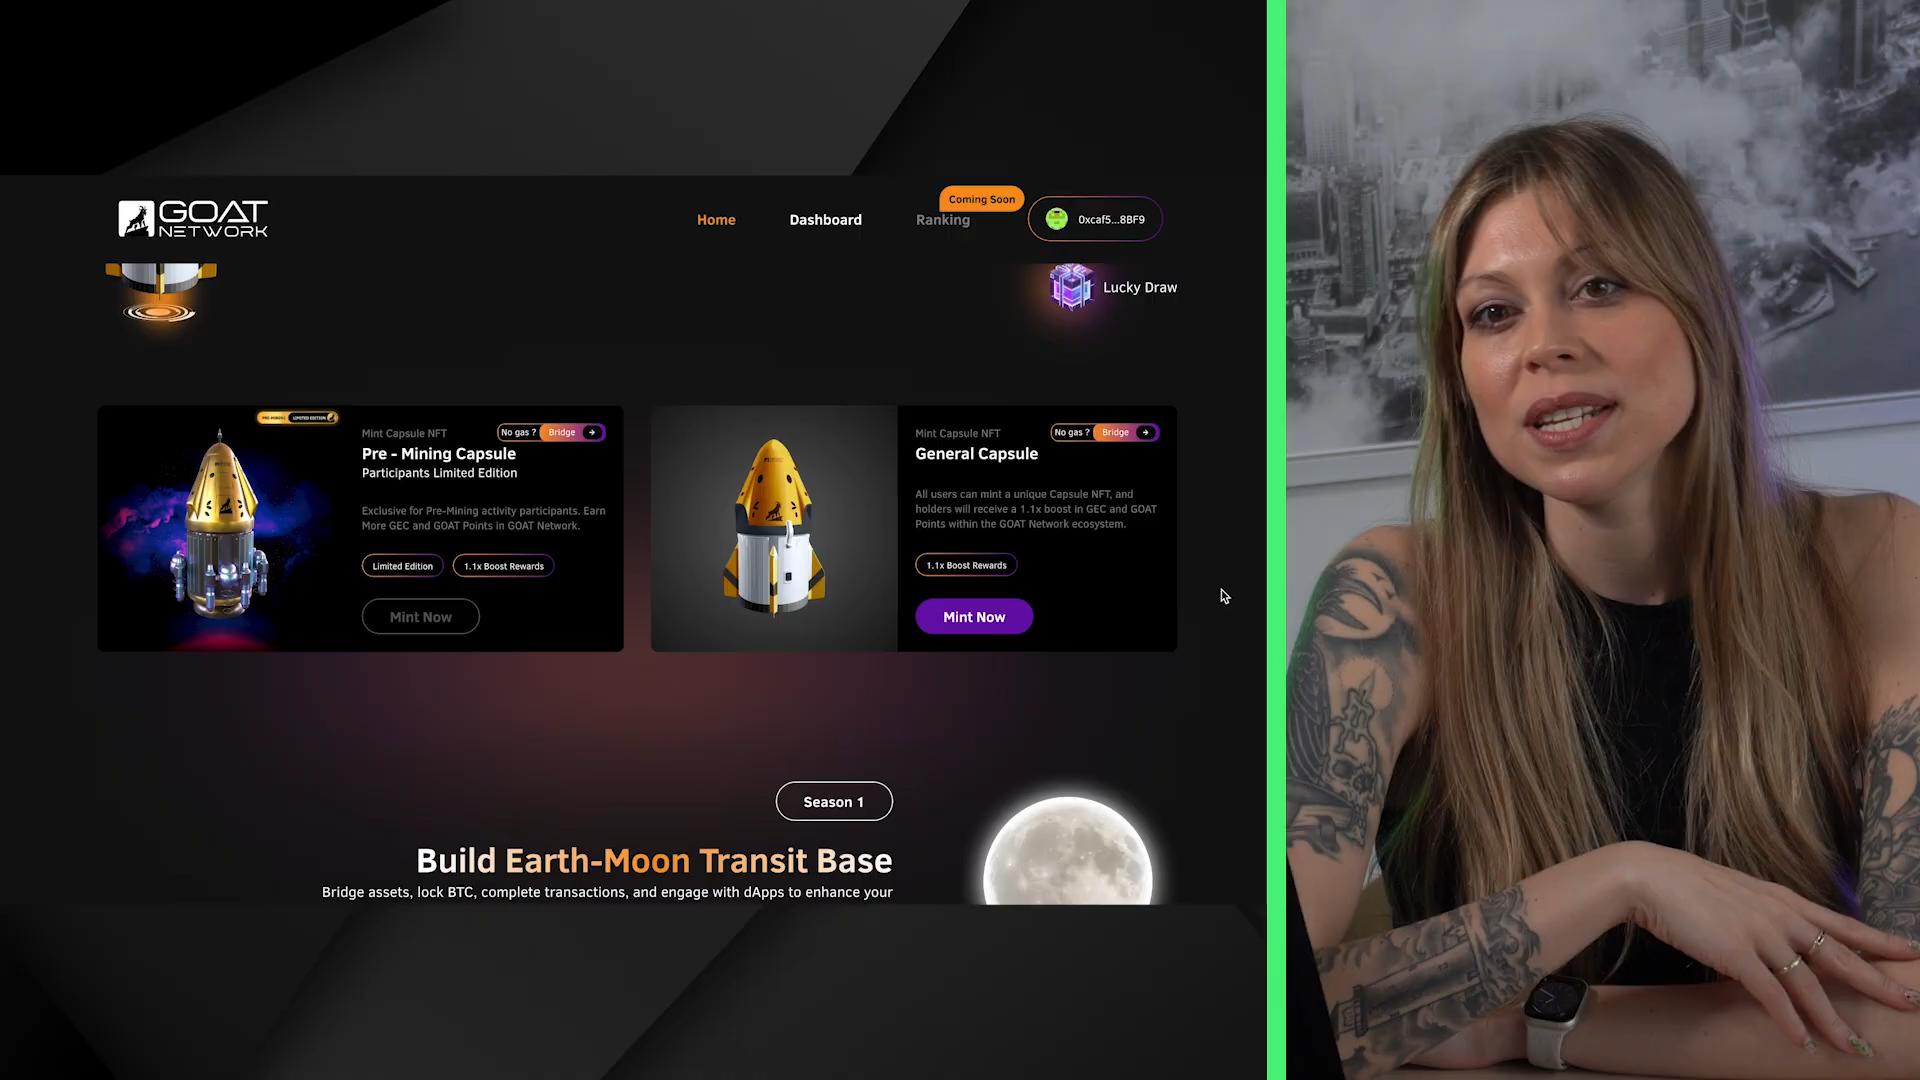 GOAT
NETWORK
Home
Dashboard
Ranking
Coming Soon
0xcaf5...8BF9
Lucky Draw
PRE-MINING LIMITED EDITION
Mint Capsule NFT
No gas ? Bridge →
Pre - Mining Capsule
Participants Limited Edition
Exclusive for Pre-Mining activity participants. Earn
More GEC and GOAT Points in GOAT Network.
Limited Edition
1.1x Boost Rewards
Mint Now
Mint Capsule NFT
No gas ? Bridge →
General Capsule
All users can mint a unique Capsule NFT, and
holders will receive a 1.1x boost in GEC and GOAT
Points within the GOAT Network ecosystem.
1.1x Boost Rewards
Mint Now
Season 1
Build Earth-Moon Transit Base
Bridge assets, lock BTC, complete transactions, and engage with dApps to enhance your